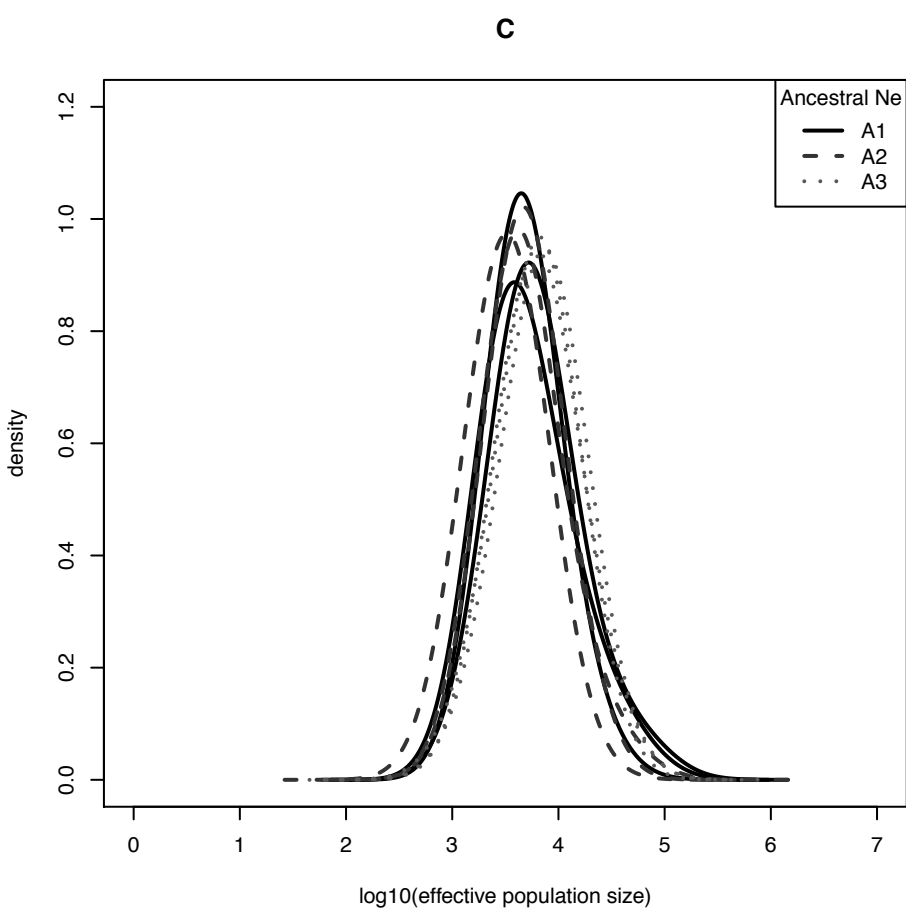 C
Ancestral Ne
A1
A2
A3
density
1.2
1.0
0.8
0.6
0.4
0.2
0.0
0 1 2 3 4 5 6 7
log10(effective population size)